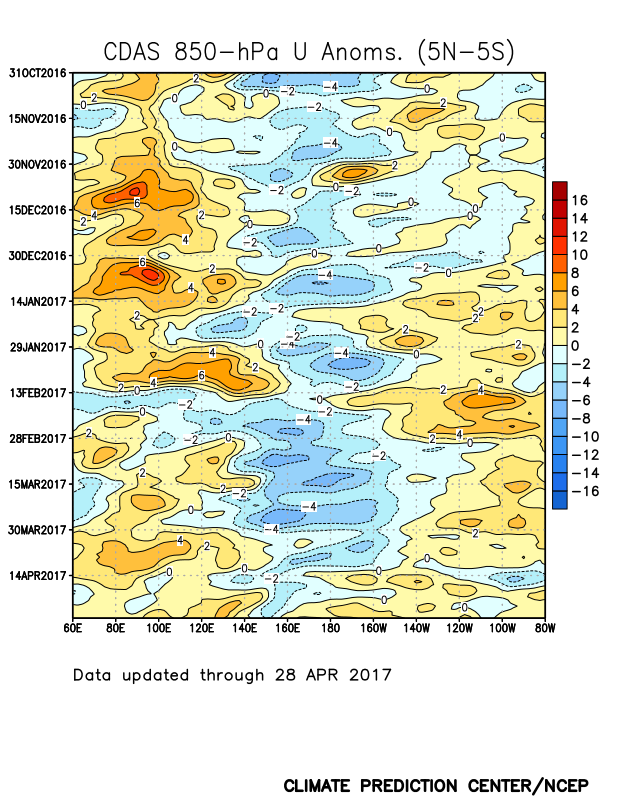 CDAS 850-hPa U Anoms. (5N-5S)
31OCT2016
15NOV2016
30NOV2016
15DEC2016
30DEC2016
14JAN2017
29JAN2017
13FEB2017
28FEB2017
15MAR2017
30MAR2017
14APR2017
60E 80E 100E 120E 140E 160E 180 160W 140W 120W 100W 80W
16
14
12
10
8
6
4
2
0
-2
-4
-6
-8
-10
-12
-14
-16
Data updated through 28 APR 2017
CLIMATE PREDICTION CENTER/NCEP